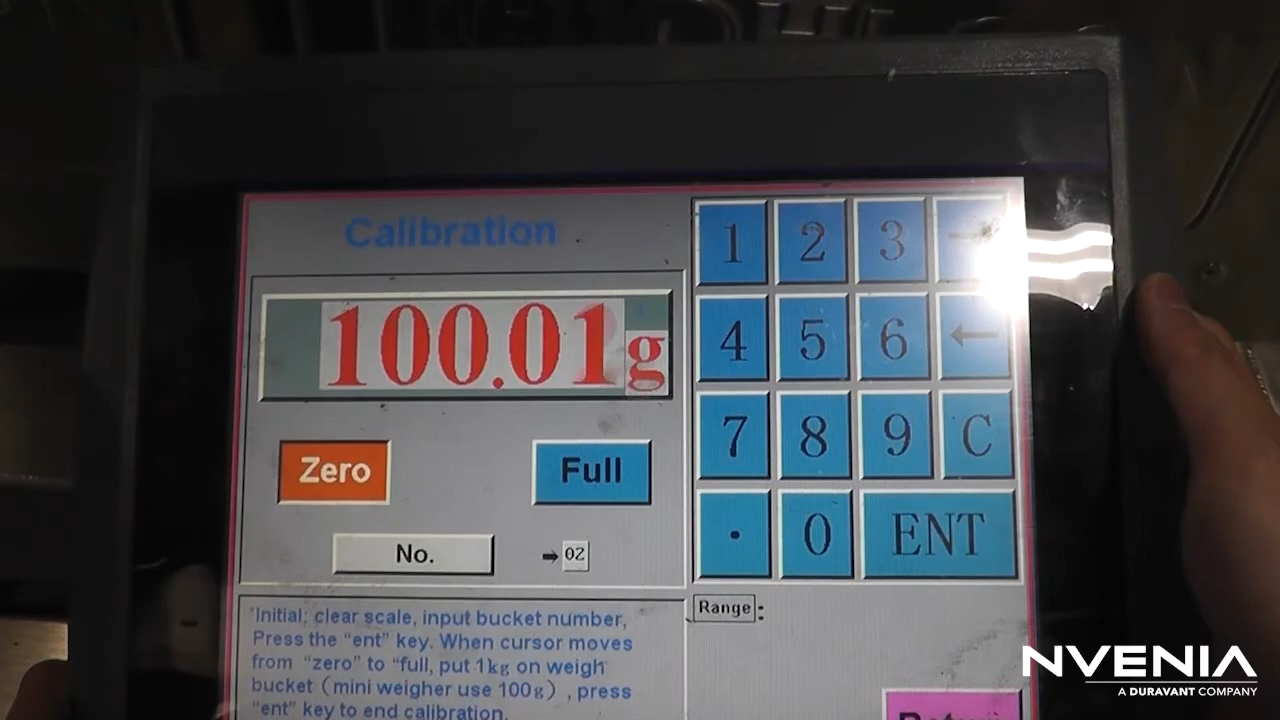 Calibration
100.01g
Zero
Full
No.
➡ 02
1 2 3
4 5 6 ←
7 8 9 C
. 0 ENT
"Initial: clear scale, input bucket number,
Press the "ent" key. When cursor moves
from "zero" to "full, put 1kg on weigh
bucket (mini weigher use 100g) , press
"ent" key to end calibration.
Range :
NVENIA
A DURAVANT COMPANY